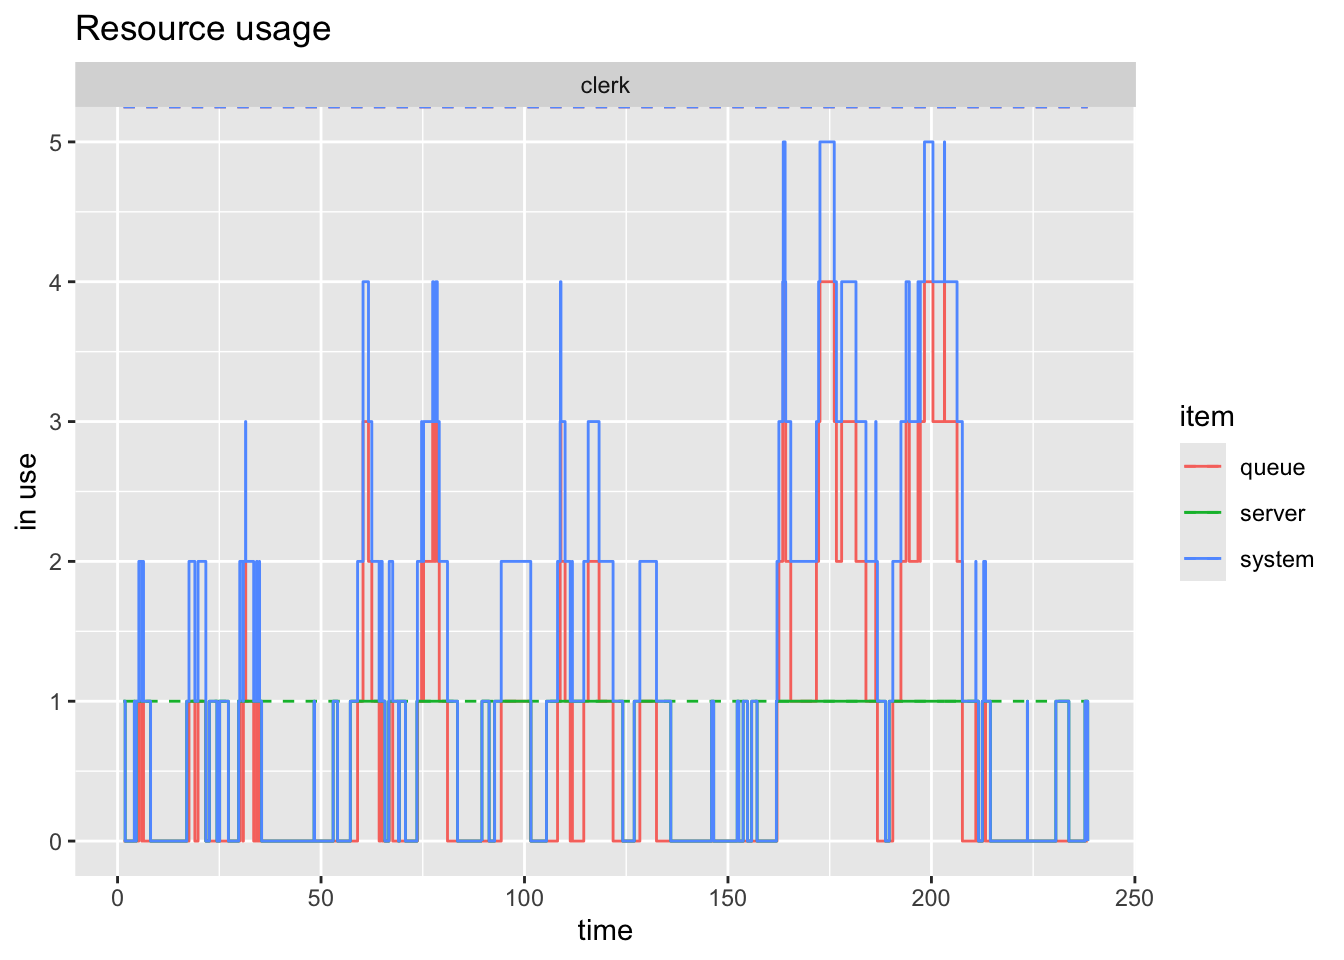 Resource usage
clerk
5
4
3
2
1
0
in use
0 50 100 150 200 250
time
item
queue
server
system